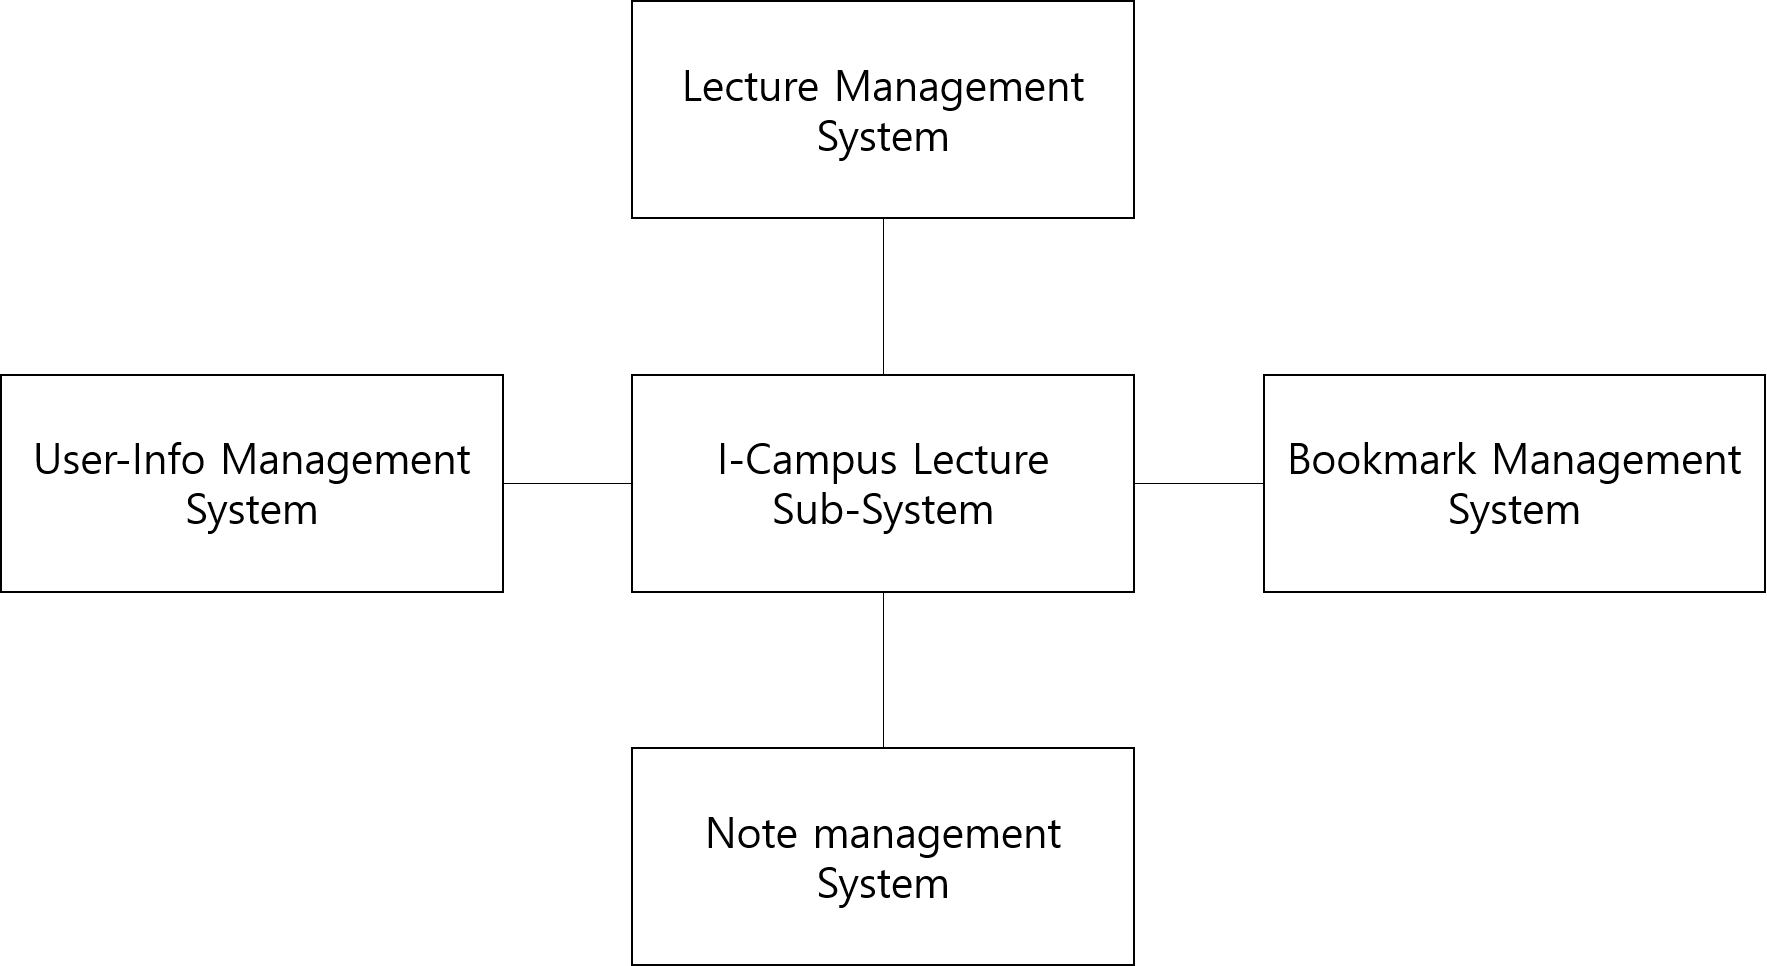 Lecture Management
System
User-Info Management
System
I-Campus Lecture
Sub-System
Bookmark Management
System
Note management
System